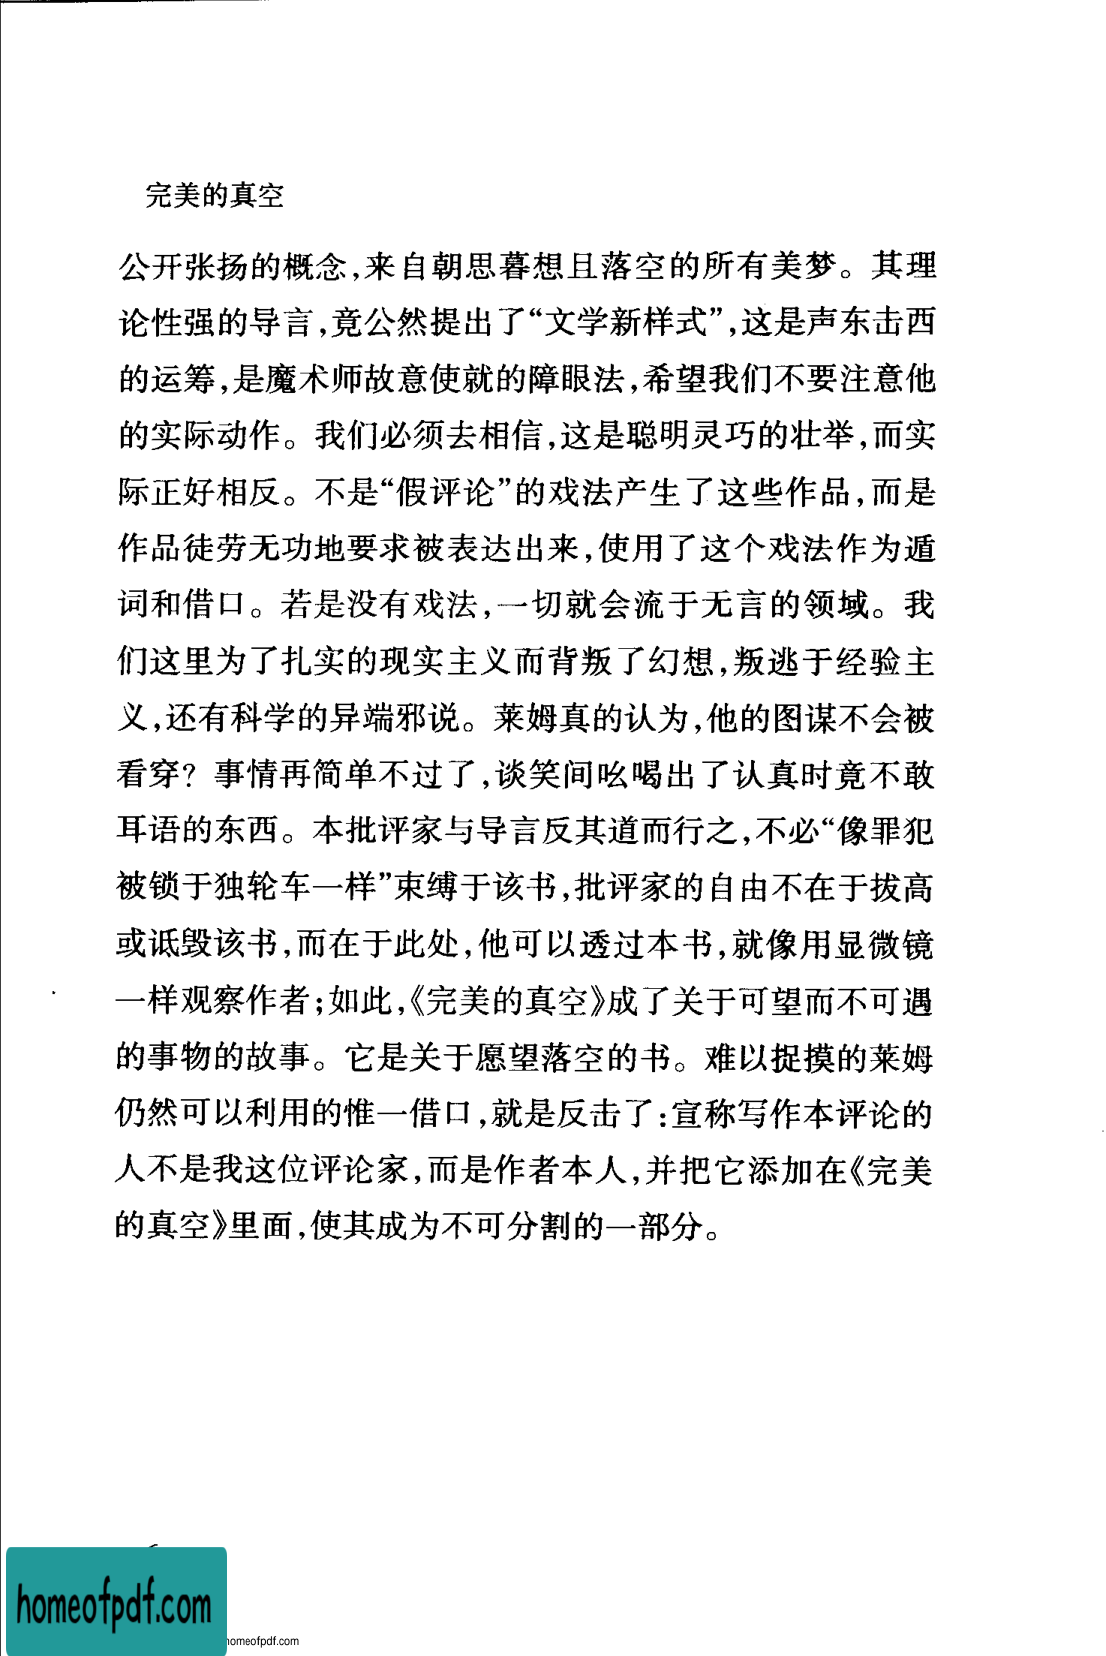 完美的真空
公开张扬的概念,来自朝思暮想且落空的所有美梦。其理
论性强的导言,竟公然提出了“文学新样式”,这是声东击西
的运筹,是魔术师故意使就的障眼法,希望我们不要注意他
的实际动作。我们必须去相信,这是聪明灵巧的壮举,而实
际正好相反。不是“假评论”的戏法产生了这些作品,而是
作品徒劳无功地要求被表达出来,使用了这个戏法作为遁
词和借口。若是没有戏法,一切就会流于无言的领域。我
们这里为了扎实的现实主义而背叛了幻想,叛逃于经验主
义,还有科学的异端邪说。莱姆真的认为,他的图谋不会被
看穿?事情再简单不过了,谈笑间吆喝出了认真时竟不敢
耳语的东西。本批评家与导言反其道而行之,不必“像罪犯
被锁于独轮车一样”束缚于该书,批评家的自由不在于拔高
或诋毁该书,而在于此处,他可以透过本书,就像用显微镜
一样观察作者;如此,《完美的真空》成了关于可望而不可遇
的事物的故事。它是关于愿望落空的书。难以捉摸的莱姆
仍然可以利用的惟一借口,就是反击了:宣称写作本评论的
人不是我这位评论家,而是作者本人,并把它添加在《完美
的真空》里面,使其成为不可分割的一部分。
homeofpdf.com
homeofpdf.com